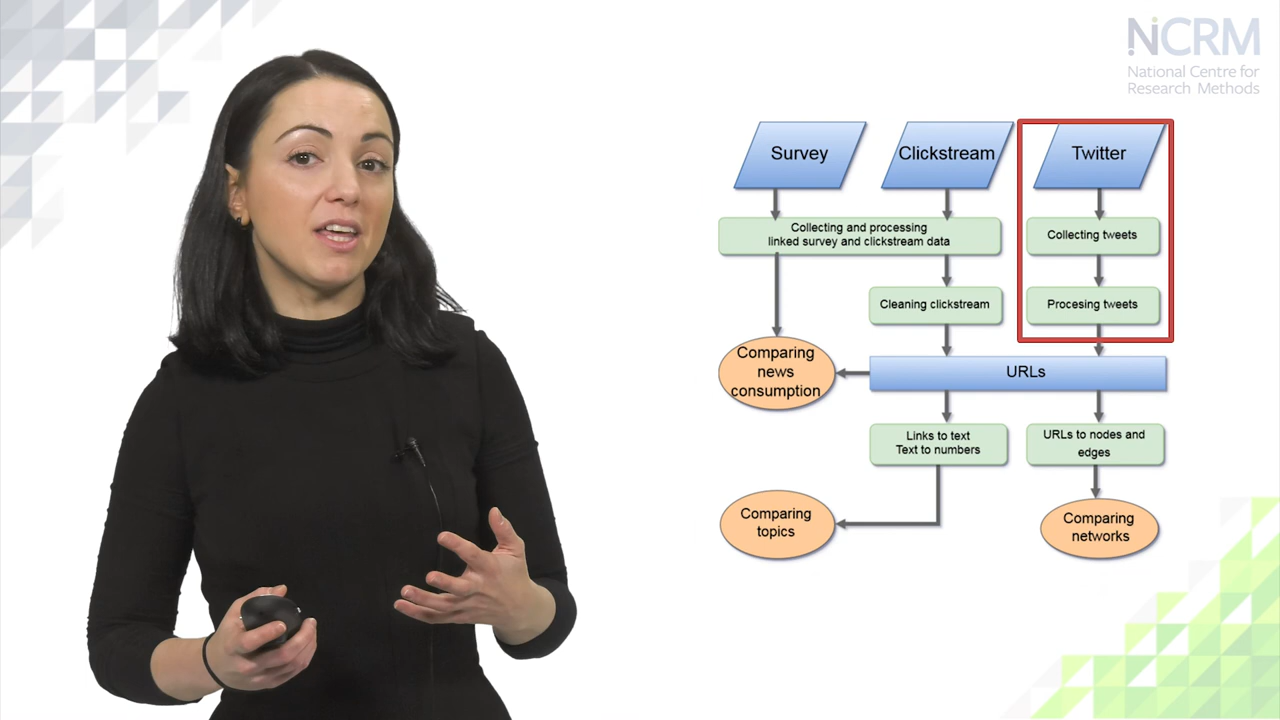 NCRM
National Centre for
Research Methods
Survey
Clickstream
Twitter
Collecting and processing
linked survey and clickstream data
Collecting tweets
Cleaning clickstream
Procesing tweets
Comparing
news
consumption
URLs
Links to text
Text to numbers
URLs to nodes and
edges
Comparing
topics
Comparing
networks